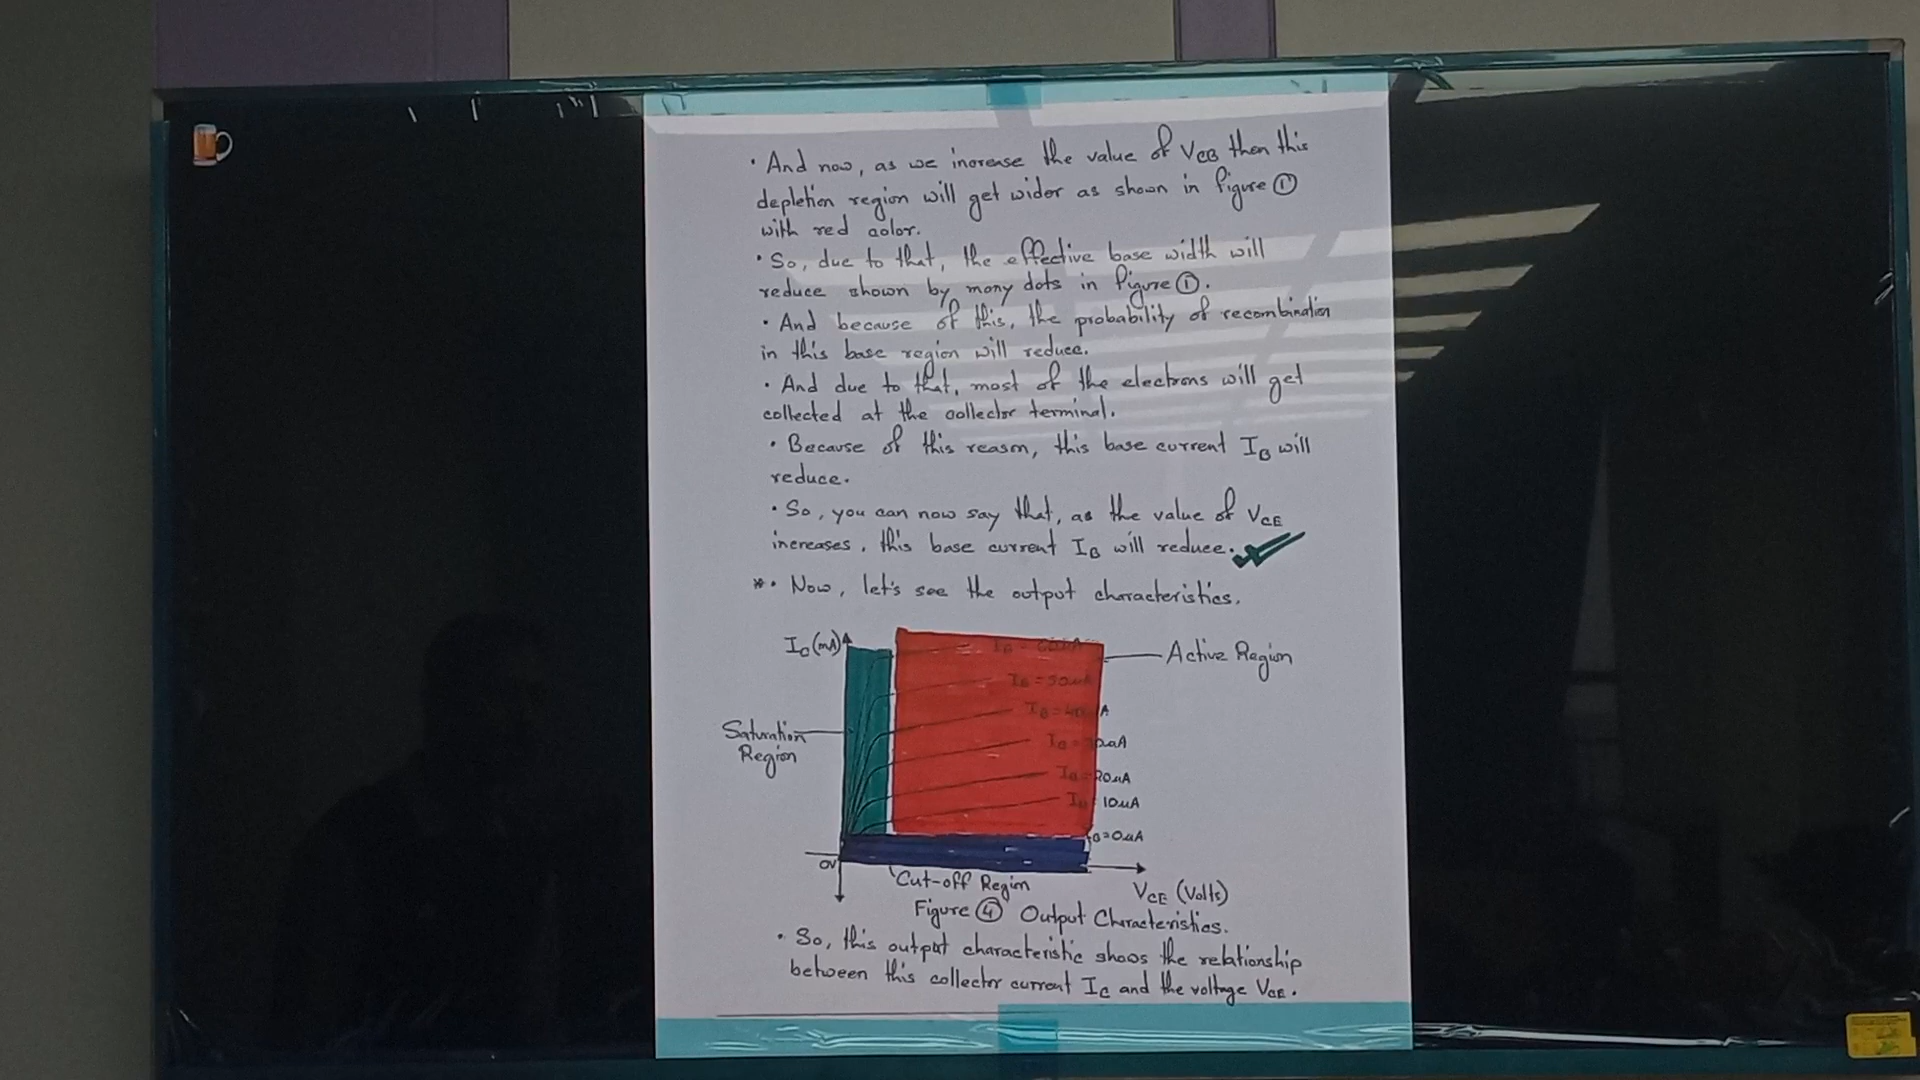 • And now, as we increase the value of VCB then this
depletion region will get wider as shown in figure ①
with red color.
• So, due to that, the effective base width will
reduce shown by many dots in figure ①.
• And because of this, the probability of recombination
in this base region will reduce.
• And due to that, most of the electrons will get
collected at the collector terminal.
• Because of this reason, this base current IB will
reduce.
• So, you can now say that, as the value of VCE
increases, this base current IB will reduce.
** Now, let's see the output characteristics.
IC (mA)
Active Region
IB = 50uA
IB = 40uA
Saturation
Region
IB = 20uA
10uA
B=0uA
0V
Cut-off Region
VCE (Volts)
Figure ④ Output Characteristics.
• So, this output characteristic shows the relationship
between this collector current IC and the voltage VCE.